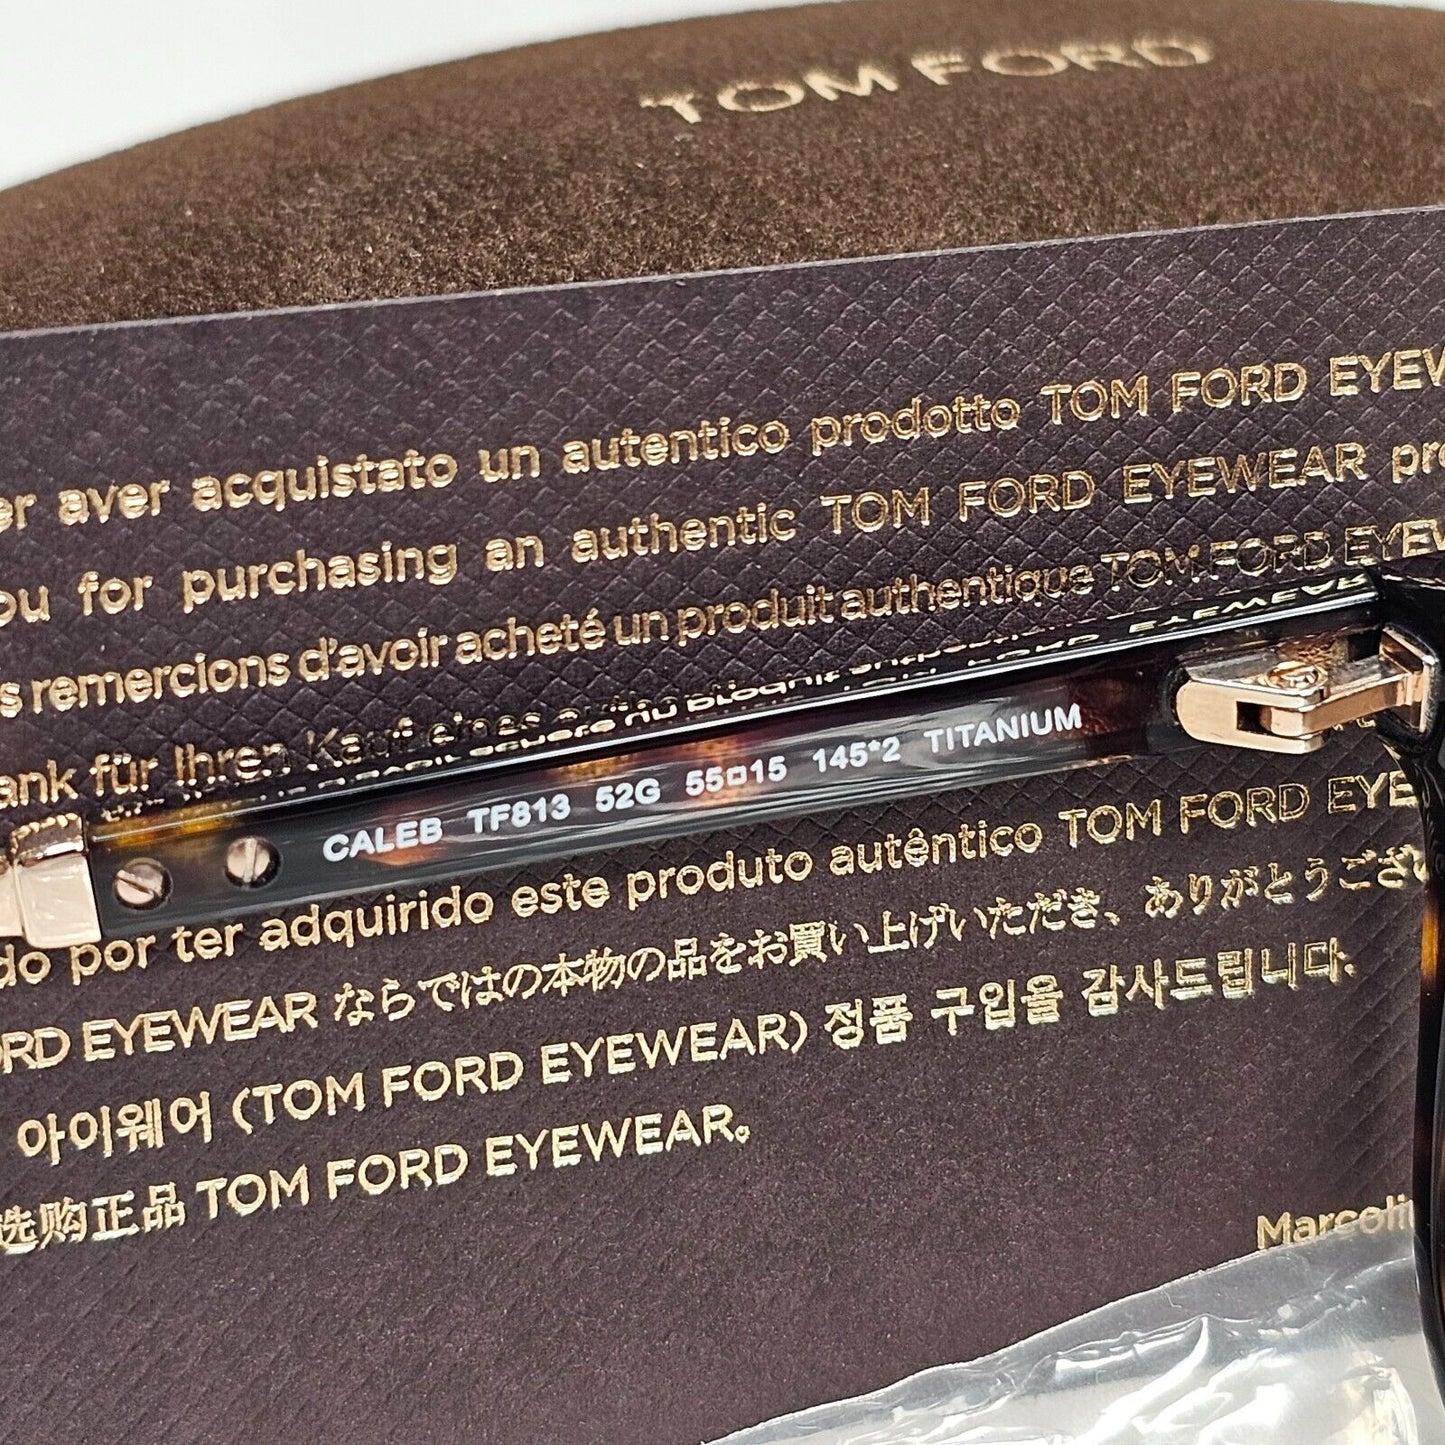 TOM FORD
er aver acquistato un autentico prodotto TOM FORD EYEW
ou for purchasing an authentic TOM FORD EYEWEAR pro
s remercions d'avoir acheté un produit authentique TOM FORD EYEW
ank für Ihren Kauf eines
CALEB TF813 52G 55□15 145*2 TITANIUM
do por ter adquirido este produto autêntico TOM FORD EYE
ORD EYEWEAR ならではの本物の品をお買い上げいただき、ありがとうござい
아이웨어 (TOM FORD EYEWEAR) 정품 구입을 감사드립니다.
选购正品 TOM FORD EYEWEAR。
Marcoli